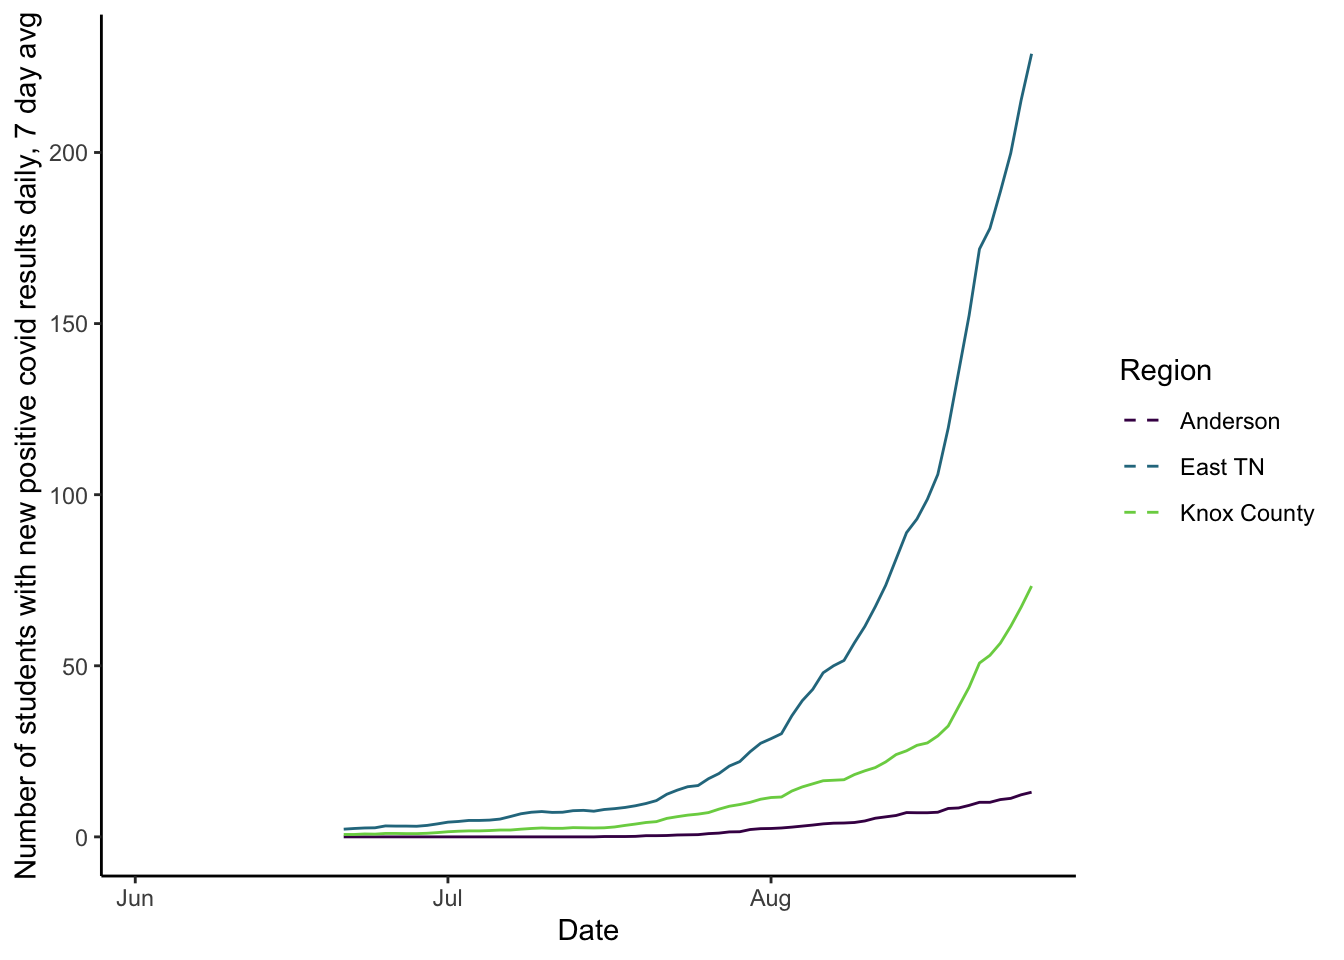 Number of students with new positive covid results daily, 7 day avg
200
150
100
50
0
Jun
Jul
Aug
Date
Region
Anderson
East TN
Knox County